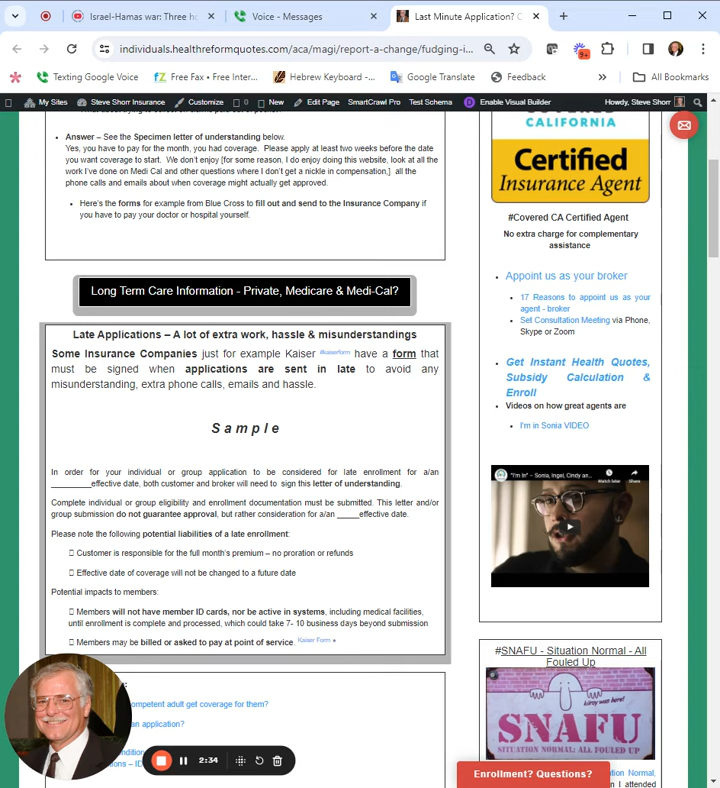 Israel-Hamas war: Three ho
Voice - Messages
Last Minute Application? C
individuals.healthreformquotes.com/aca/magi/report-a-change/fudging-i...
9+
Texting Google Voice
Free Fax • Free Inter...
Hebrew Keyboard -...
Google Translate
Feedback
All Bookmarks
My Sites
Steve Shorr Insurance
Customize
0
New
Edit Page
SmartCrawl Pro
Test Schema
Enable Visual Builder
Howdy, Steve Shorr
Answer – See the Specimen letter of understanding below.
Yes, you have to pay for the month, you had coverage. Please apply at least two weeks before the date
you want coverage to start. We don't enjoy [for some reason, I do enjoy doing this website, look at all the
work I've done on Medi Cal and other questions where I don't get a nickle in compensation,] all the
phone calls and emails about when coverage might actually get approved.
Here's the forms for example from Blue Cross to fill out and send to the Insurance Company if
you have to pay your doctor or hospital yourself.
Long Term Care Information - Private, Medicare & Medi-Cal?
Late Applications – A lot of extra work, hassle & misunderstandings
Some Insurance Companies just for example Kaiser #kaiserform have a form that
must be signed when applications are sent in late to avoid any
misunderstanding, extra phone calls, emails and hassle.
Sample
In order for your individual or group application to be considered for late enrollment for a/an
_________effective date, both customer and broker will need to sign this letter of understanding.
Complete individual or group eligibility and enrollment documentation must be submitted. This letter and/or
group submission do not guarantee approval, but rather consideration for a/an _____effective date.
Please note the following potential liabilities of a late enrollment:
Customer is responsible for the full month's premium – no proration or refunds
Effective date of coverage will not be changed to a future date
Potential impacts to members:
Members will not have member ID cards, nor be active in systems, including medical facilities,
until enrollment is complete and processed, which could take 7- 10 business days beyond submission
Members may be billed or asked to pay at point of service. Kaiser Form *
ompetent adult get coverage for them?
an application?
ondition
ons – ID
2:34
COVERED
CALIFORNIA
Certified
Insurance Agent
#Covered CA Certified Agent
No extra charge for complementary
assistance
Appoint us as your broker
17 Reasons to appoint us as your
agent - broker
Set Consultation Meeting via Phone,
Skype or Zoom
Get Instant Health Quotes,
Subsidy Calculation &
Enroll
Videos on how great agents are
I'm in Sonia VIDEO
"I'm In" – Sonia, Ingel, Cindy an
Watch later
Share
#SNAFU - Situation Normal - All
Fouled Up
kilroy was here!
SNAFU
SITUATION NORMAL: ALL FOULED UP
tion Normal,
n I attended
Enrollment? Questions?